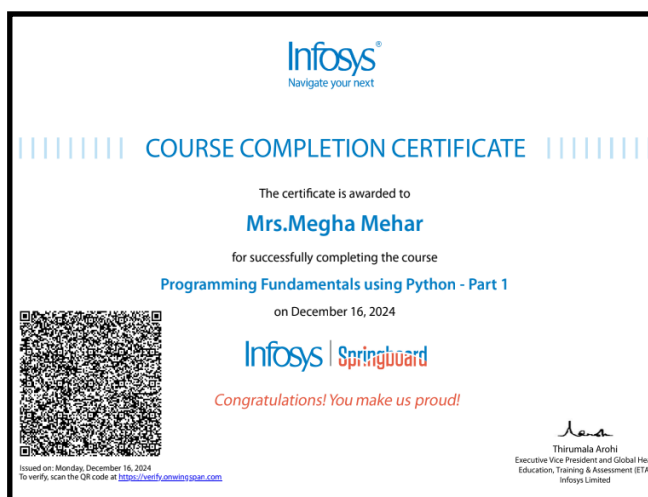 Infosys®
Navigate your next
COURSE COMPLETION CERTIFICATE
The certificate is awarded to
Mrs.Megha Mehar
for successfully completing the course
Programming Fundamentals using Python - Part 1
on December 16, 2024
Infosys | Springboard
Congratulations! You make us proud!
Issued on: Monday, December 16, 2024
To verify, scan the QR code at https://verify.onwingspan.com
Thirumala Arohi
Executive Vice President and Global Hea
Education, Training & Assessment (ETA
Infosys Limited